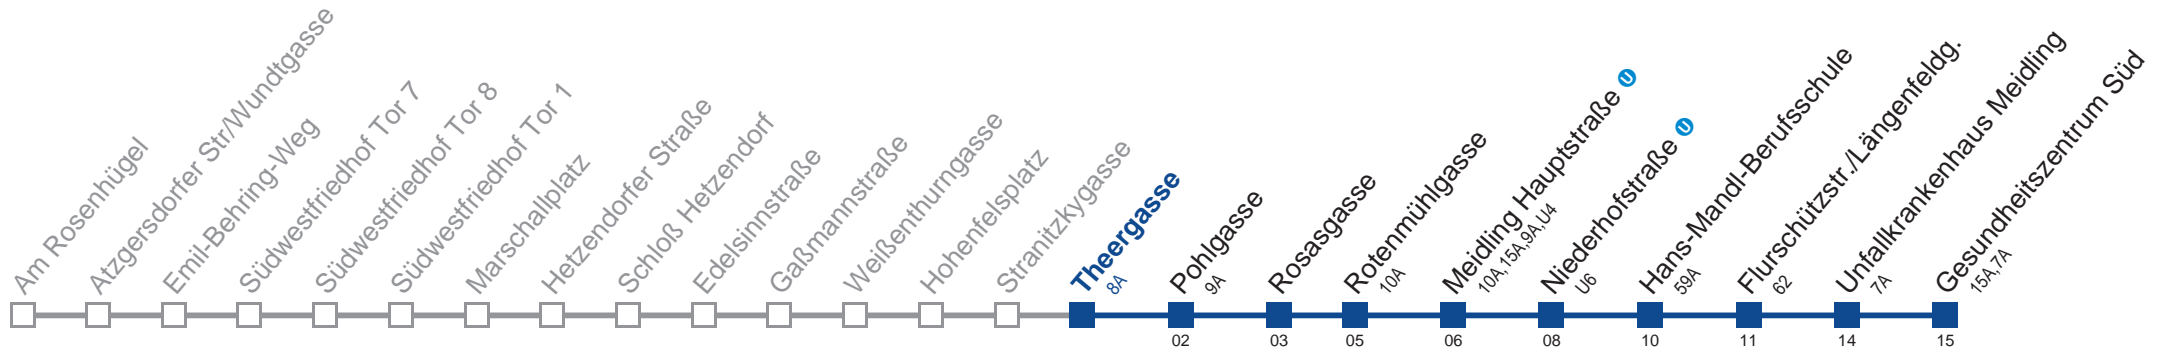 Am Rosenhügel
Atzgersdorfer Str/Wundtgasse
Emil-Behring-Weg
Südwestfriedhof Tor 7
Südwestfriedhof Tor 8
Südwestfriedhof Tor 1
Marschallplatz
Hetzendorfer Straße
Schloß Hetzendorf
Edelsinnstraße
Gaßmannstraße
Weißenthurngasse
Hohenfelsplatz
Stranitzkygasse
Theergasse
8A
Pohlgasse
9A
Rosasgasse
Rotenmühlgasse
10A
Meidling Hauptstraße U
10A,15A,9A,U4
Niederhofstraße U
U6
Hans-Mandl-Berufsschule
59A
Flurschützstr./Längenfeldg.
62
Unfallkrankenhaus Meidling
7A
Gesundheitszentrum Süd
15A,7A
02 03 05 06 08 10 11 14 15